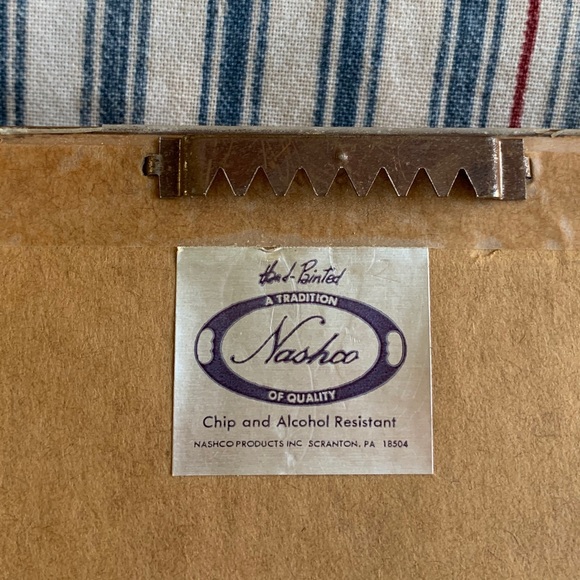 Hand-Painted
A TRADITION
Nashco
OF QUALITY
Chip and Alcohol Resistant
NASHCO PRODUCTS INC SCRANTON, PA 18504